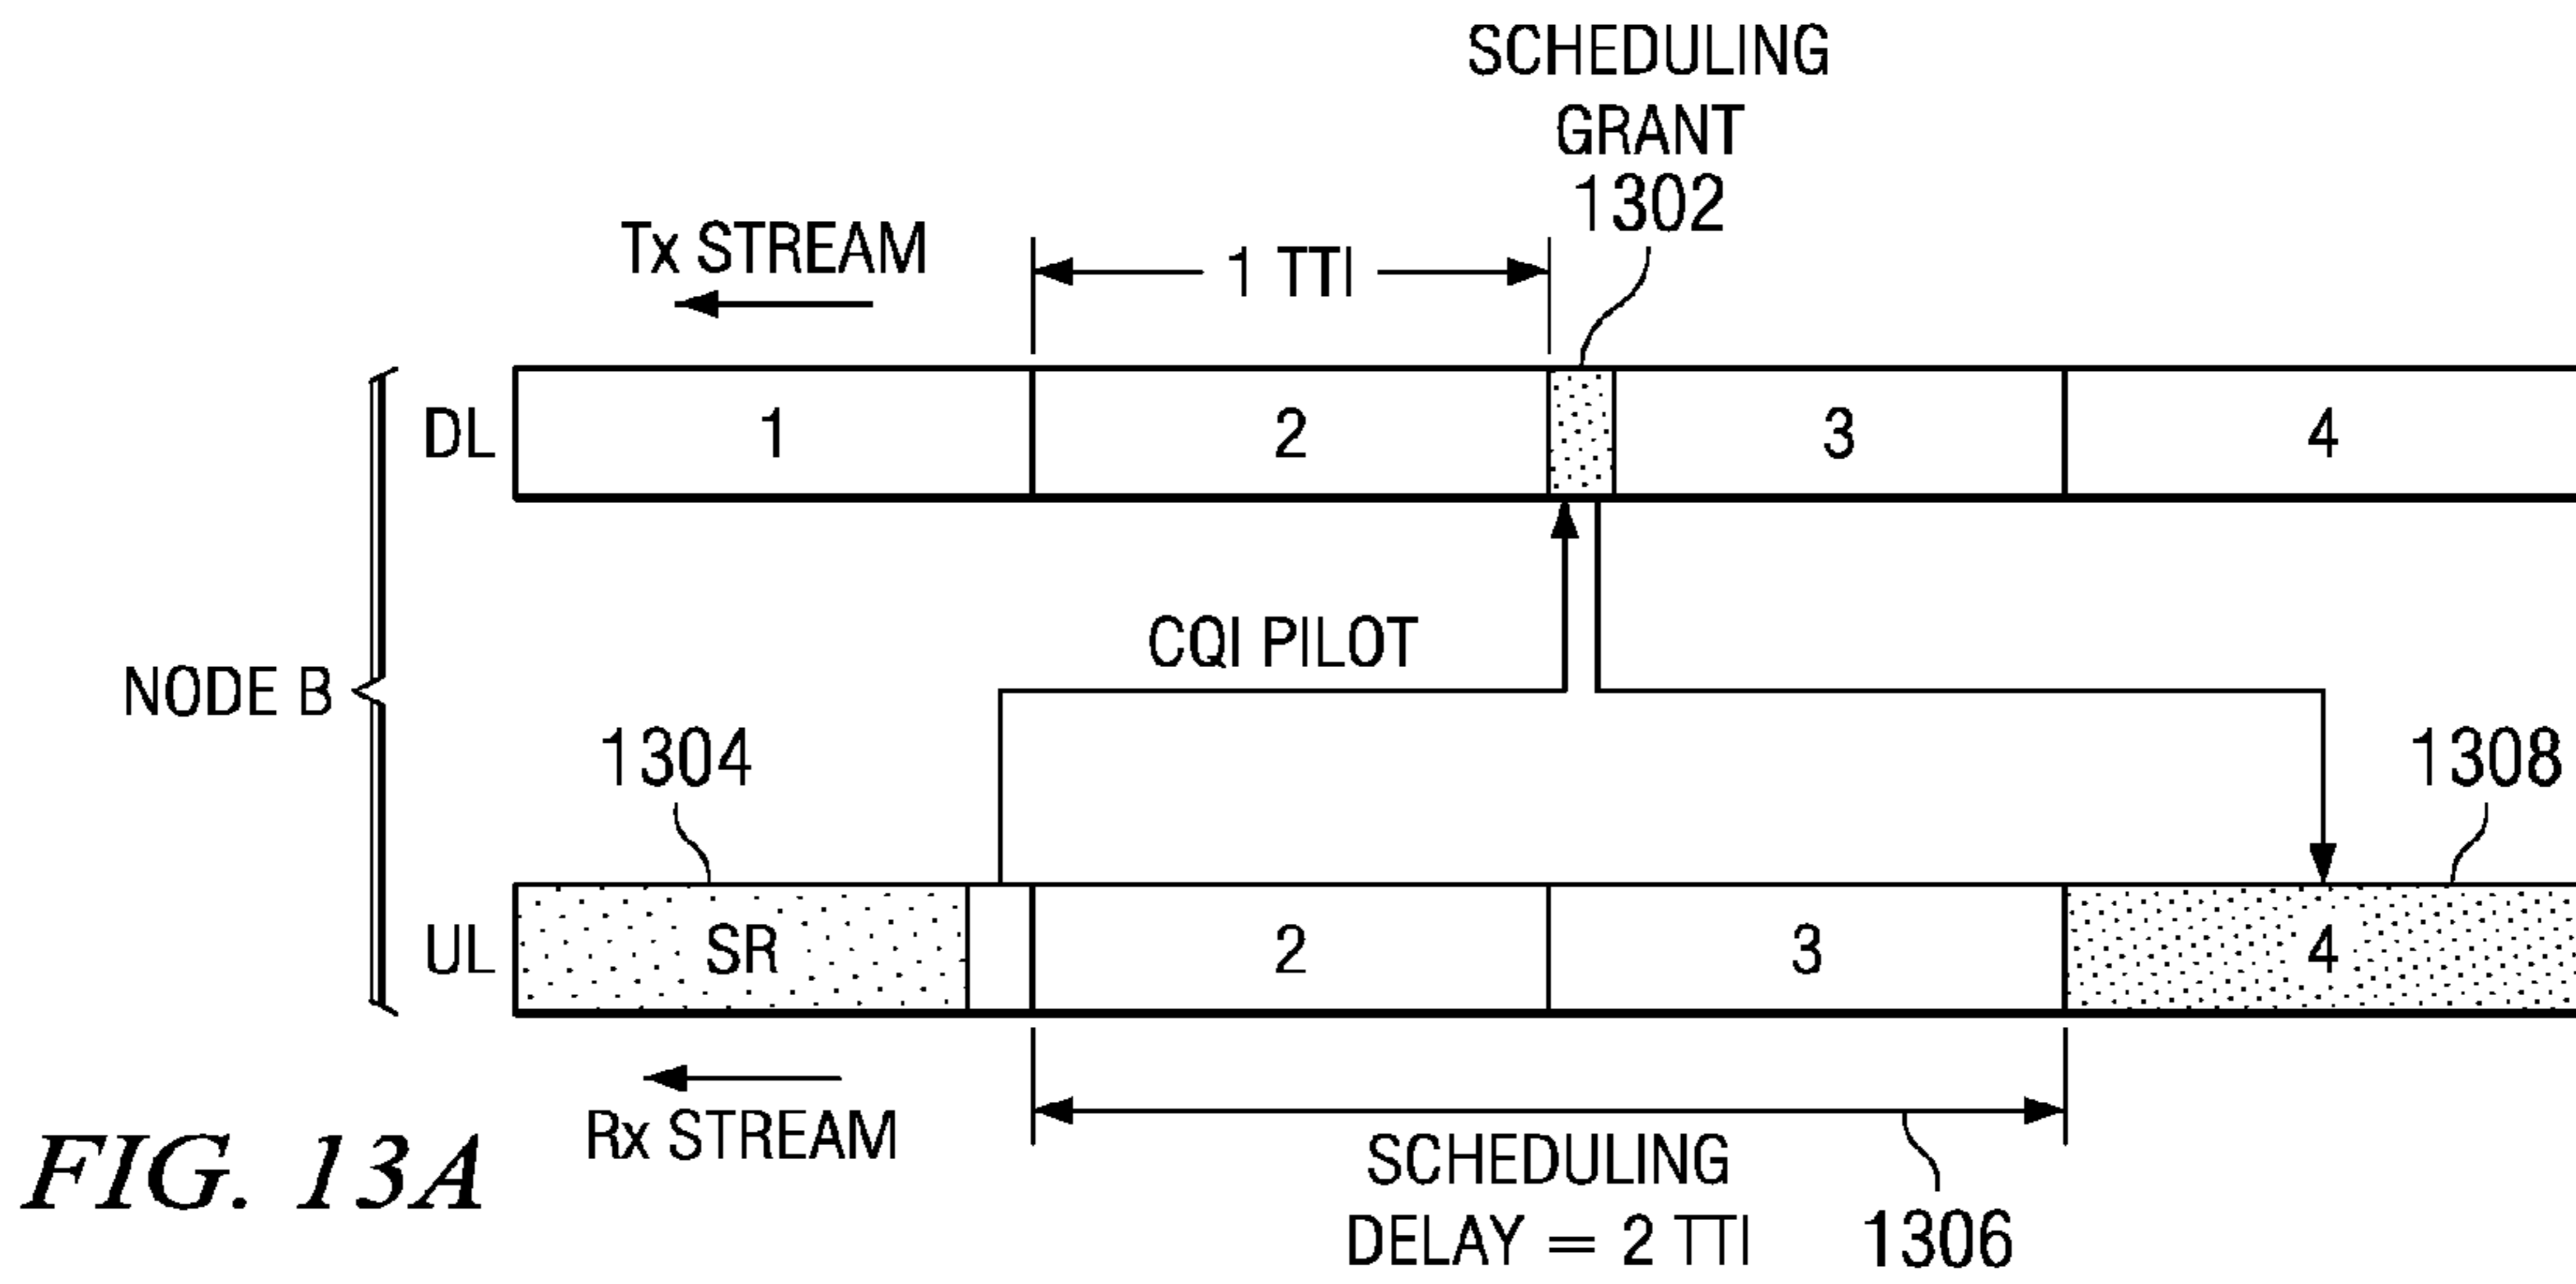 SCHEDULING
GRANT
1302
Tx STREAM
1 TTI
DL
1
2
3
4
NODE B
CQI PILOT
1304
1308
UL
SR
2
3
4
Rx STREAM
SCHEDULING
DELAY = 2 TTI
1306
FIG. 13A